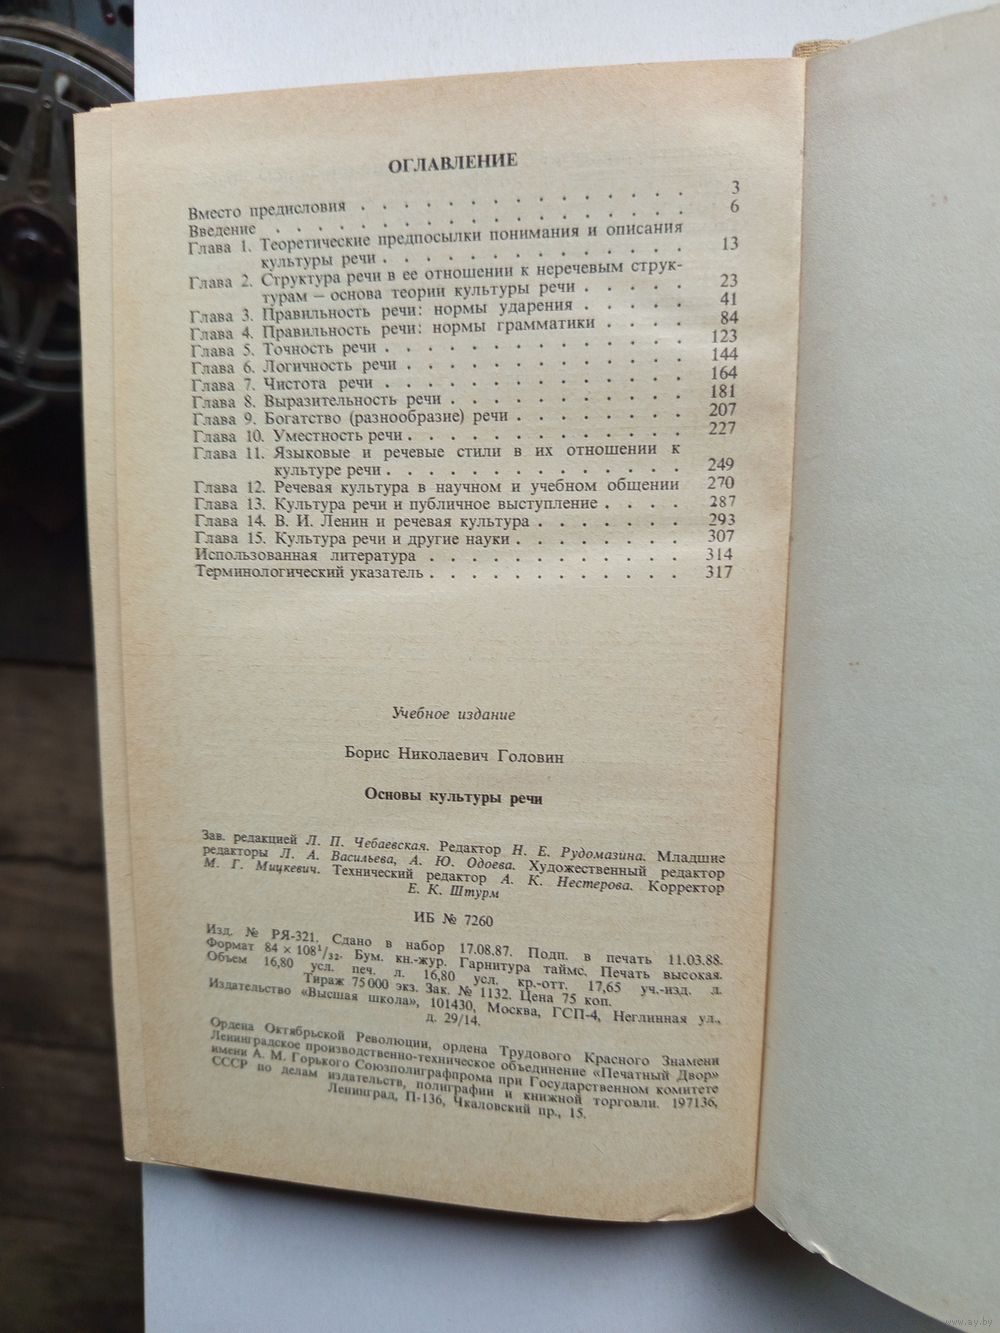 ОГЛАВЛЕНИЕ
Вместо предисловия . . . . . . . . . . . . . . 3
Введение . . . . . . . . . . . . . . . . . 6
Глава 1. Теоретические предпосылки понимания и описания
культуры речи . . . . . . . . . . . . . 13
Глава 2. Структура речи в ее отношении к неречевым струк-
турам — основа теории культуры речи . . . . . 23
Глава 3. Правильность речи: нормы ударения . . . . . 41
Глава 4. Правильность речи: нормы грамматики . . . . 84
Глава 5. Точность речи . . . . . . . . . . . . . 123
Глава 6. Логичность речи . . . . . . . . . . . . 144
Глава 7. Чистота речи . . . . . . . . . . . . . 164
Глава 8. Выразительность речи . . . . . . . . . . 181
Глава 9. Богатство (разнообразие) речи . . . . . . . 207
Глава 10. Уместность речи . . . . . . . . . . . . 227
Глава 11. Языковые и речевые стили в их отношении к
культуре речи . . . . . . . . . . . . . 249
Глава 12. Речевая культура в научном и учебном общении 270
Глава 13. Культура речи и публичное выступление . . . . 287
Глава 14. В. И. Ленин и речевая культура . . . . . . 293
Глава 15. Культура речи и другие науки . . . . . . . 307
Использованная литература . . . . . . . . . . . 314
Терминологический указатель . . . . . . . . . . . 317
Учебное издание
Борис Николаевич Головин
Основы культуры речи
Зав. редакцией Л. П. Чебаевская. Редактор Н. Е. Рудомазина. Младшие
редакторы Л. А. Васильева, А. Ю. Одоева. Художественный редактор
М. Г. Мицкевич. Технический редактор А. К. Нестерова. Корректор
Е. К. Штурм
ИБ № 7260
Изд. № РЯ-321. Сдано в набор 17.08.87. Подп. в печать 11.03.88.
Формат 84 × 108¹/₃₂. Бум. кн.-жур. Гарнитура таймс. Печать высокая.
Объем 16,80 усл. печ. л. 16,80 усл. кр.-отт. 17,65 уч.-изд. л.
Тираж 75 000 экз. Зак. № 1132. Цена 75 коп.
Издательство «Высшая школа», 101430, Москва, ГСП-4, Неглинная ул.,
д. 29/14.
Ордена Октябрьской Революции, ордена Трудового Красного Знамени
Ленинградское производственно-техническое объединение «Печатный Двор»
имени А. М. Горького Союзполиграфпрома при Государственном комитете
СССР по делам издательств, полиграфии и книжной торговли. 197136,
Ленинград, П-136, Чкаловский пр., 15.
www.ay.by